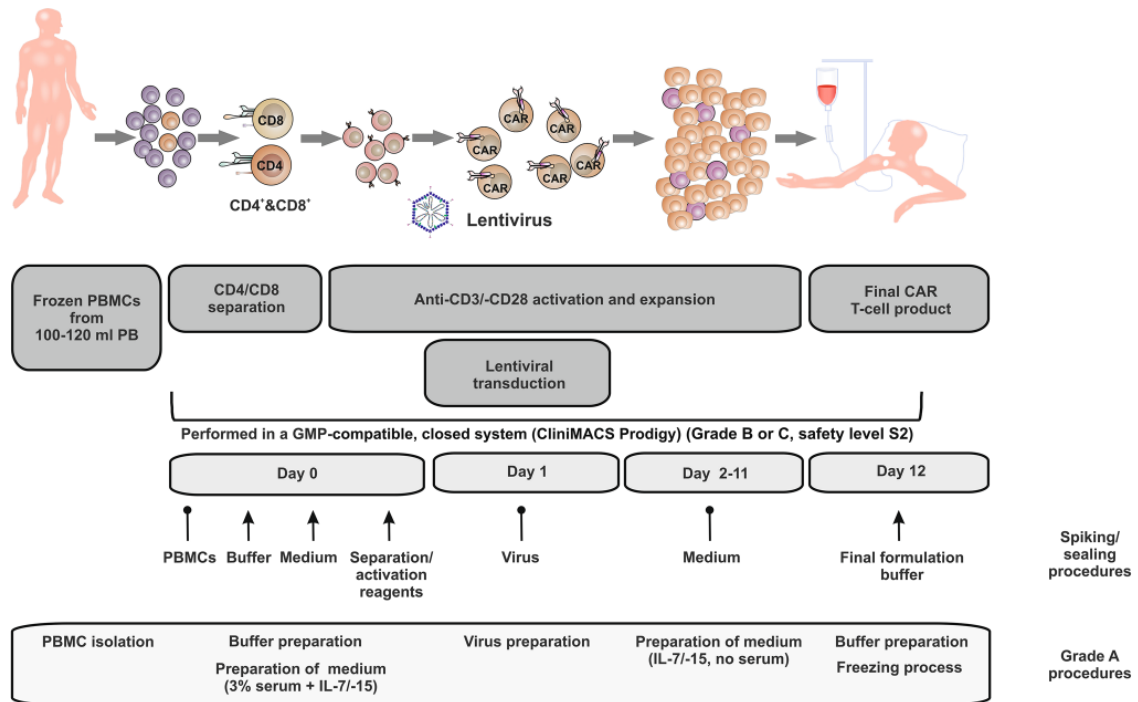 CD8
CD4
CD4⁺&CD8⁺
Lentivirus
CAR
CAR
CAR
CAR
CAR
CAR
Frozen PBMCs
from
100-120 ml PB
CD4/CD8
separation
Anti-CD3/-CD28 activation and expansion
Final CAR
T-cell product
Lentiviral
transduction
Performed in a GMP-compatible, closed system (CliniMACS Prodigy) (Grade B or C, safety level S2)
Day 0
Day 1
Day 2-11
Day 12
PBMCs
Buffer
Medium
Separation/
activation
reagents
Virus
Medium
Final formulation
buffer
Spiking/
sealing
procedures
PBMC isolation
Buffer preparation
Preparation of medium
(3% serum + IL-7/-15)
Virus preparation
Preparation of medium
(IL-7/-15, no serum)
Buffer preparation
Freezing process
Grade A
procedures